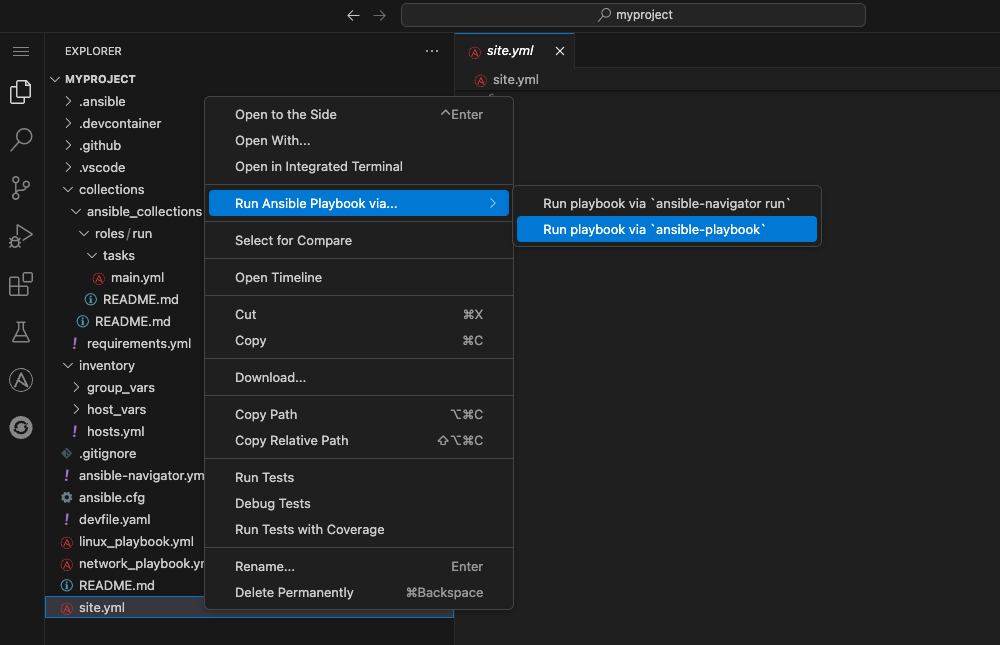 myproject
EXPLORER
...
MYPROJECT
.ansible
.devcontainer
.github
.vscode
collections
ansible_collections
roles/run
tasks
main.yml
README.md
README.md
requirements.yml
inventory
group_vars
host_vars
hosts.yml
.gitignore
ansible-navigator.ym
ansible.cfg
devfile.yaml
linux_playbook.yml
network_playbook.yr
README.md
site.yml
site.yml
site.yml
Open to the Side ^Enter
Open With...
Open in Integrated Terminal
Run Ansible Playbook via...
Select for Compare
Open Timeline
Cut ⌘X
Copy ⌘C
Download...
Copy Path ⌥⌘C
Copy Relative Path ⇧⌥⌘C
Run Tests
Debug Tests
Run Tests with Coverage
Rename... Enter
Delete Permanently ⌘Backspace
Run playbook via `ansible-navigator run`
Run playbook via `ansible-playbook`